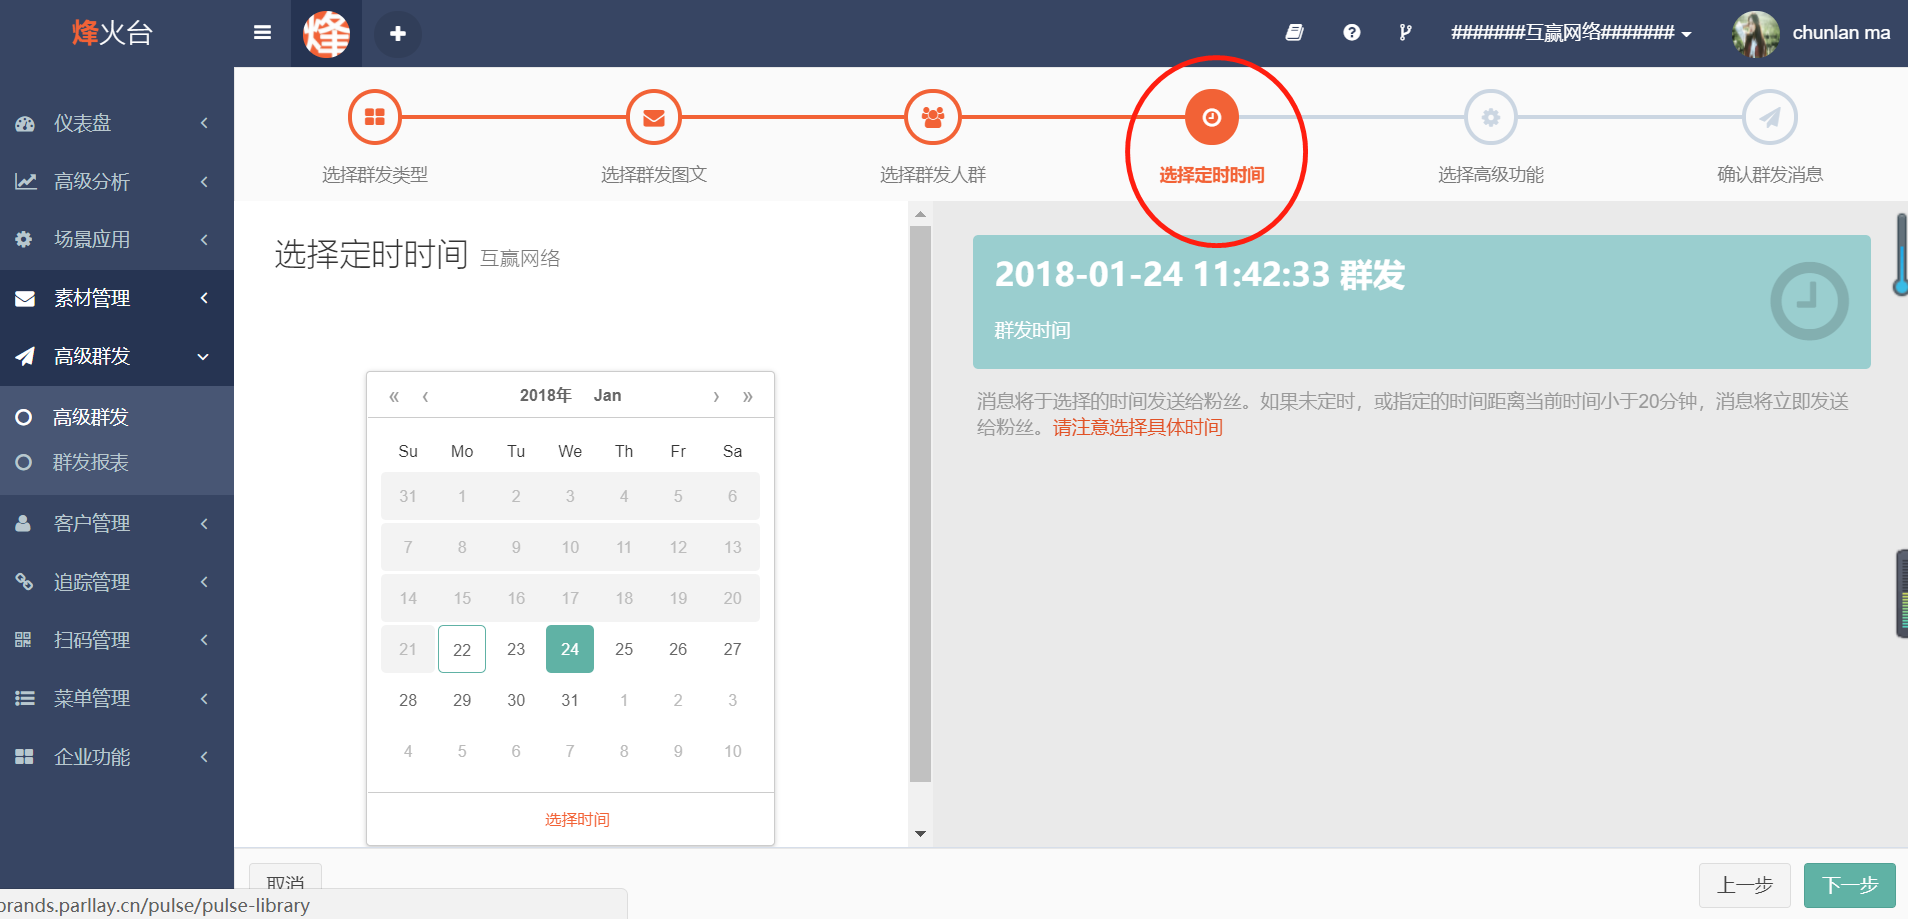 烽火台
烽
#######互赢网络#######
chunlan ma
仪表盘
高级分析
场景应用
素材管理
高级群发
高级群发
群发报表
客户管理
追踪管理
扫码管理
菜单管理
企业功能
选择群发类型
选择群发图文
选择群发人群
选择定时时间
选择高级功能
确认群发消息
选择定时时间 互赢网络
« ‹ 2018年 Jan › »
Su Mo Tu We Th Fr Sa
31 1 2 3 4 5 6
7 8 9 10 11 12 13
14 15 16 17 18 19 20
21 22 23 24 25 26 27
28 29 30 31 1 2 3
4 5 6 7 8 9 10
选择时间
2018-01-24 11:42:33 群发
群发时间
消息将于选择的时间发送给粉丝。如果未定时，或指定的时间距离当前时间小于20分钟，消息将立即发送
给粉丝。请注意选择具体时间
取消
上一步
下一步
brands.parllay.cn/pulse/pulse-library